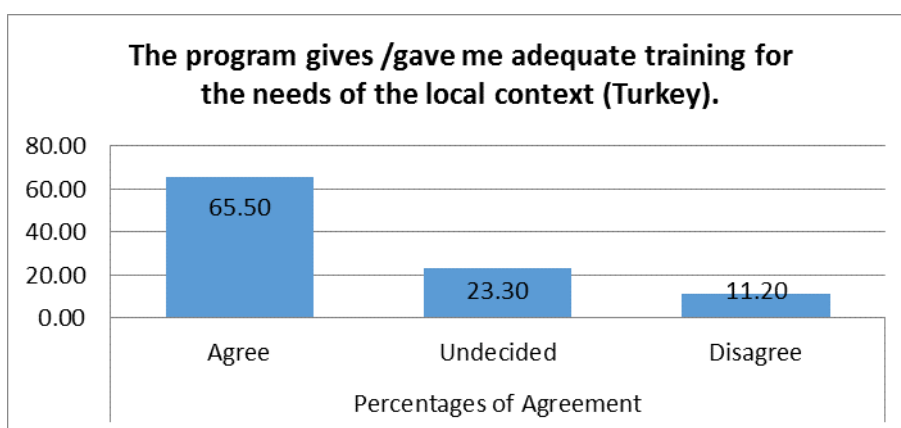 The program gives /gave me adequate training for
the needs of the local context (Turkey).
80.00
60.00
40.00
20.00
0.00
65.50
23.30
11.20
Agree Undecided Disagree
Percentages of Agreement